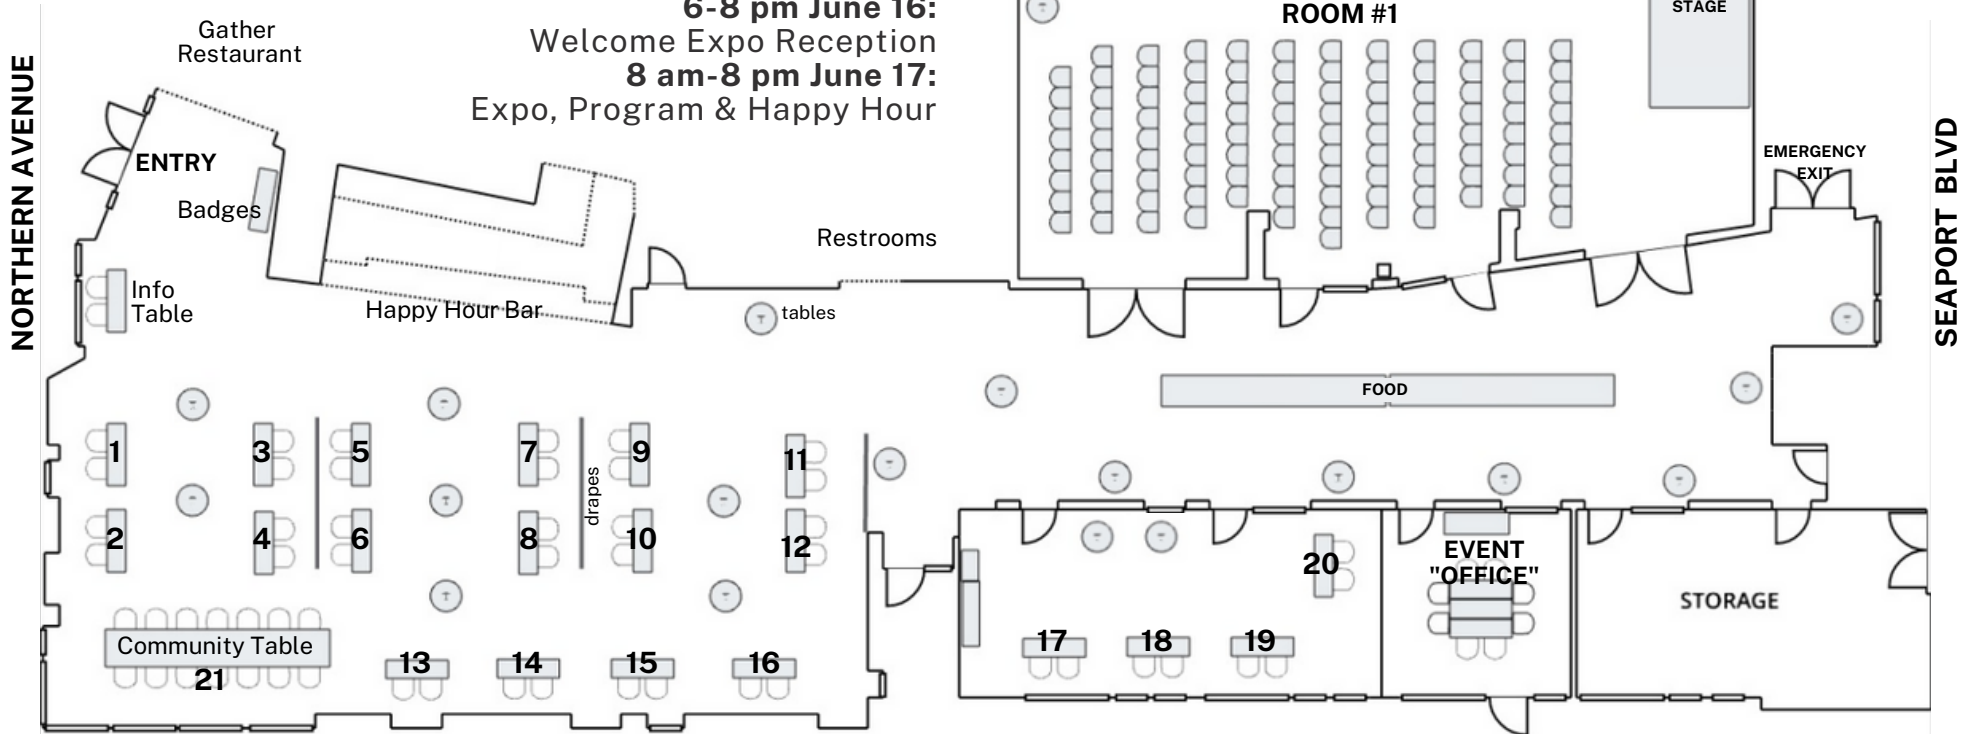 6-8 pm June 16:
Welcome Expo Reception
8 am-8 pm June 17:
Expo, Program & Happy Hour
Gather
Restaurant
NORTHERN AVENUE
ENTRY
Badges
Info
Table
Happy Hour Bar
Restrooms
tables
ROOM #1
STAGE
EMERGENCY
EXIT
SEAPORT BLVD
FOOD
1
3
5
7
9
11
drapes
2
4
6
8
10
12
Community Table
21
13
14
15
16
17
18
19
20
EVENT
"OFFICE"
STORAGE